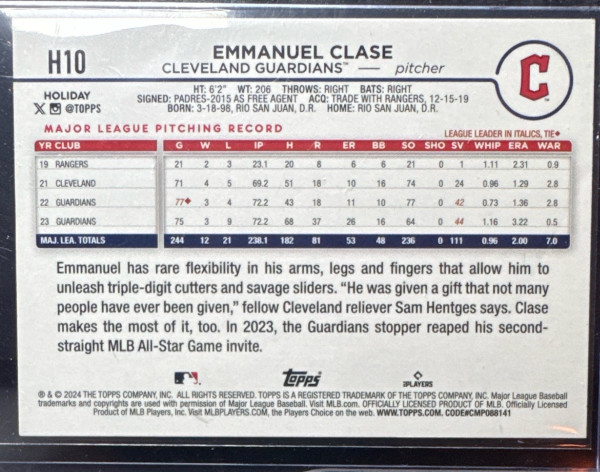 H10
EMMANUEL CLASE
CLEVELAND GUARDIANS™ — pitcher
C
HOLIDAY
@TOPPS
HT: 6'2" WT: 206 THROWS: RIGHT BATS: RIGHT
SIGNED: PADRES-2015 AS FREE AGENT ACQ: TRADE WITH RANGERS, 12-15-19
BORN: 3-18-98, RIO SAN JUAN, D.R. HOME: RIO SAN JUAN, D.R.
MAJOR LEAGUE PITCHING RECORD
LEAGUE LEADER IN ITALICS, TIE♦
YR CLUB G W L IP H R ER BB SO SHO SV WHIP ERA WAR
19 RANGERS 21 2 3 23.1 20 8 6 6 21 0 1 1.11 2.31 0.9
21 CLEVELAND 71 4 5 69.2 51 18 10 16 74 0 24 0.96 1.29 2.8
22 GUARDIANS 77♦ 3 4 72.2 43 18 11 10 77 0 42 0.73 1.36 2.8
23 GUARDIANS 75 3 9 72.2 68 37 26 16 64 0 44 1.16 3.22 0.5
MAJ. LEA. TOTALS 244 12 21 238.1 182 81 53 48 236 0 111 0.96 2.00 7.0
Emmanuel has rare flexibility in his arms, legs and fingers that allow him to
unleash triple-digit cutters and savage sliders. "He was given a gift that not many
people have ever been given," fellow Cleveland reliever Sam Hentges says. Clase
makes the most of it, too. In 2023, the Guardians stopper reaped his second-
straight MLB All-Star Game invite.
Topps
PLAYERS
® & © 2024 THE TOPPS COMPANY, INC. ALL RIGHTS RESERVED. TOPPS IS A REGISTERED TRADEMARK OF THE TOPPS COMPANY, INC. Major League Baseball
trademarks and copyrights are used with permission of Major League Baseball. Visit MLB.com. OFFICIALLY LICENSED PRODUCT OF MLB. Officially Licensed
Product of MLB Players, Inc. Visit MLBPLAYERS.COM, the Players Choice on the web. WWW.TOPPS.COM. CODE#CMP088141